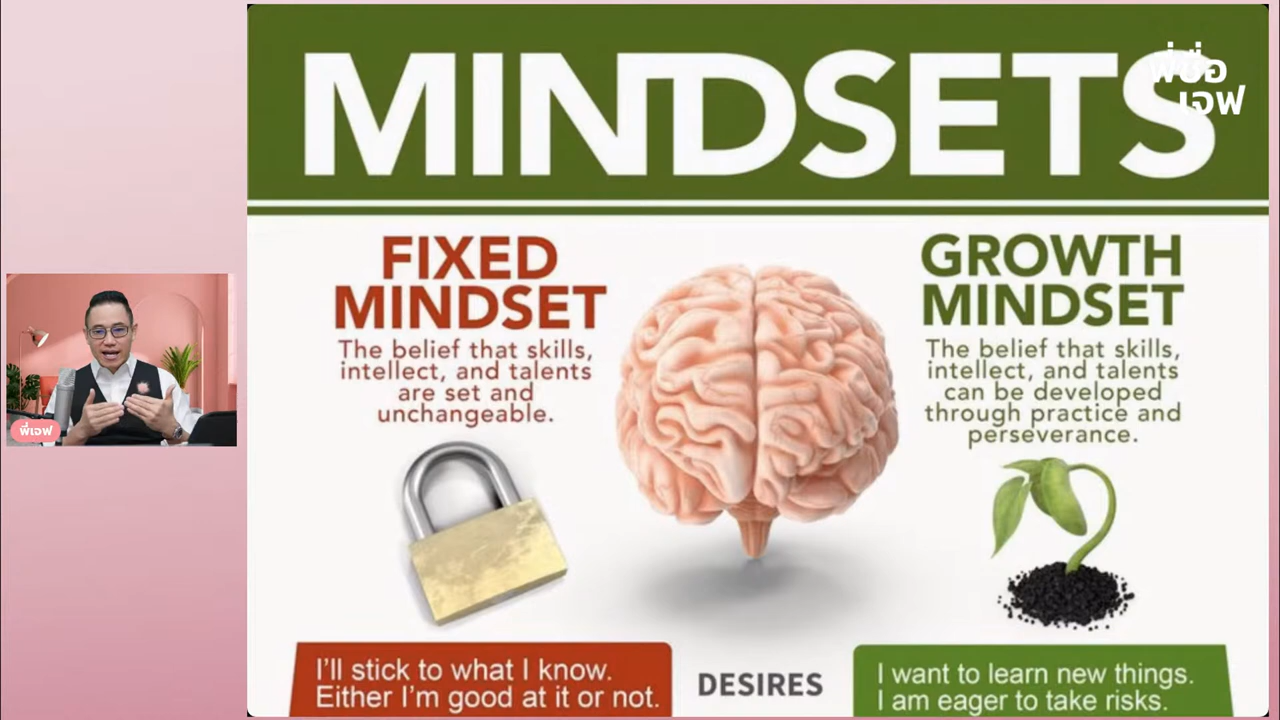 MINDSETS
พี่ชื่อ
เจฟ
FIXED
MINDSET
The belief that skills,
intellect, and talents
are set and
unchangeable.
GROWTH
MINDSET
The belief that skills,
intellect, and talents
can be developed
through practice and
perseverance.
พี่เจฟ
I'll stick to what I know.
Either I'm good at it or not.
DESIRES
I want to learn new things.
I am eager to take risks.